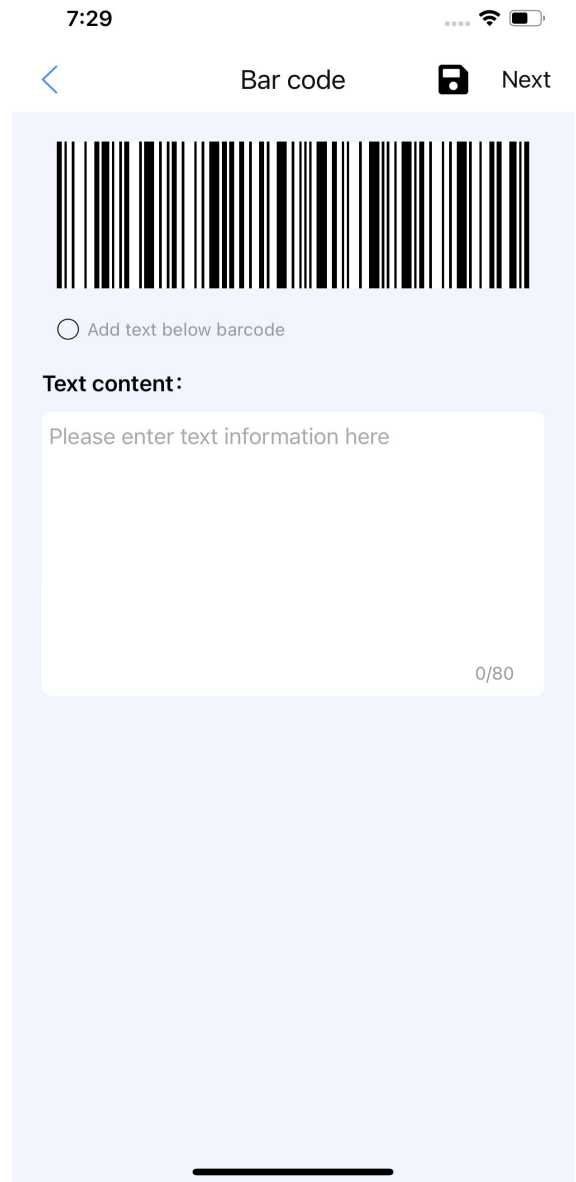 7:29
Bar code
Next
Add text below barcode
Text content:
Please enter text information here
0/80